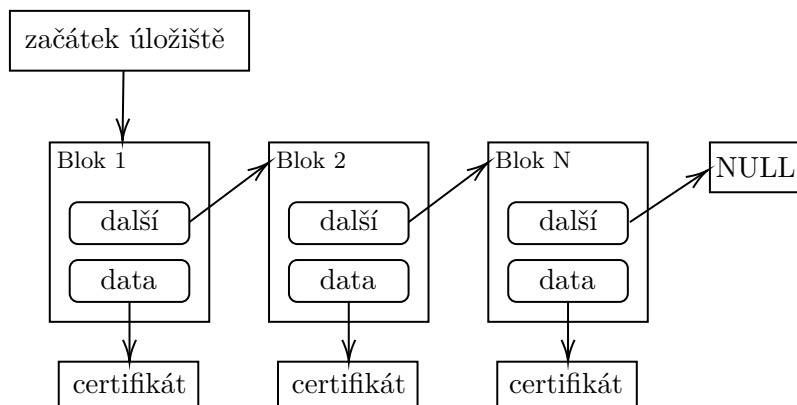 začátek úložiště
Blok 1
Blok 2
Blok N
NULL
další
další
další
data
data
data
certifikát
certifikát
certifikát